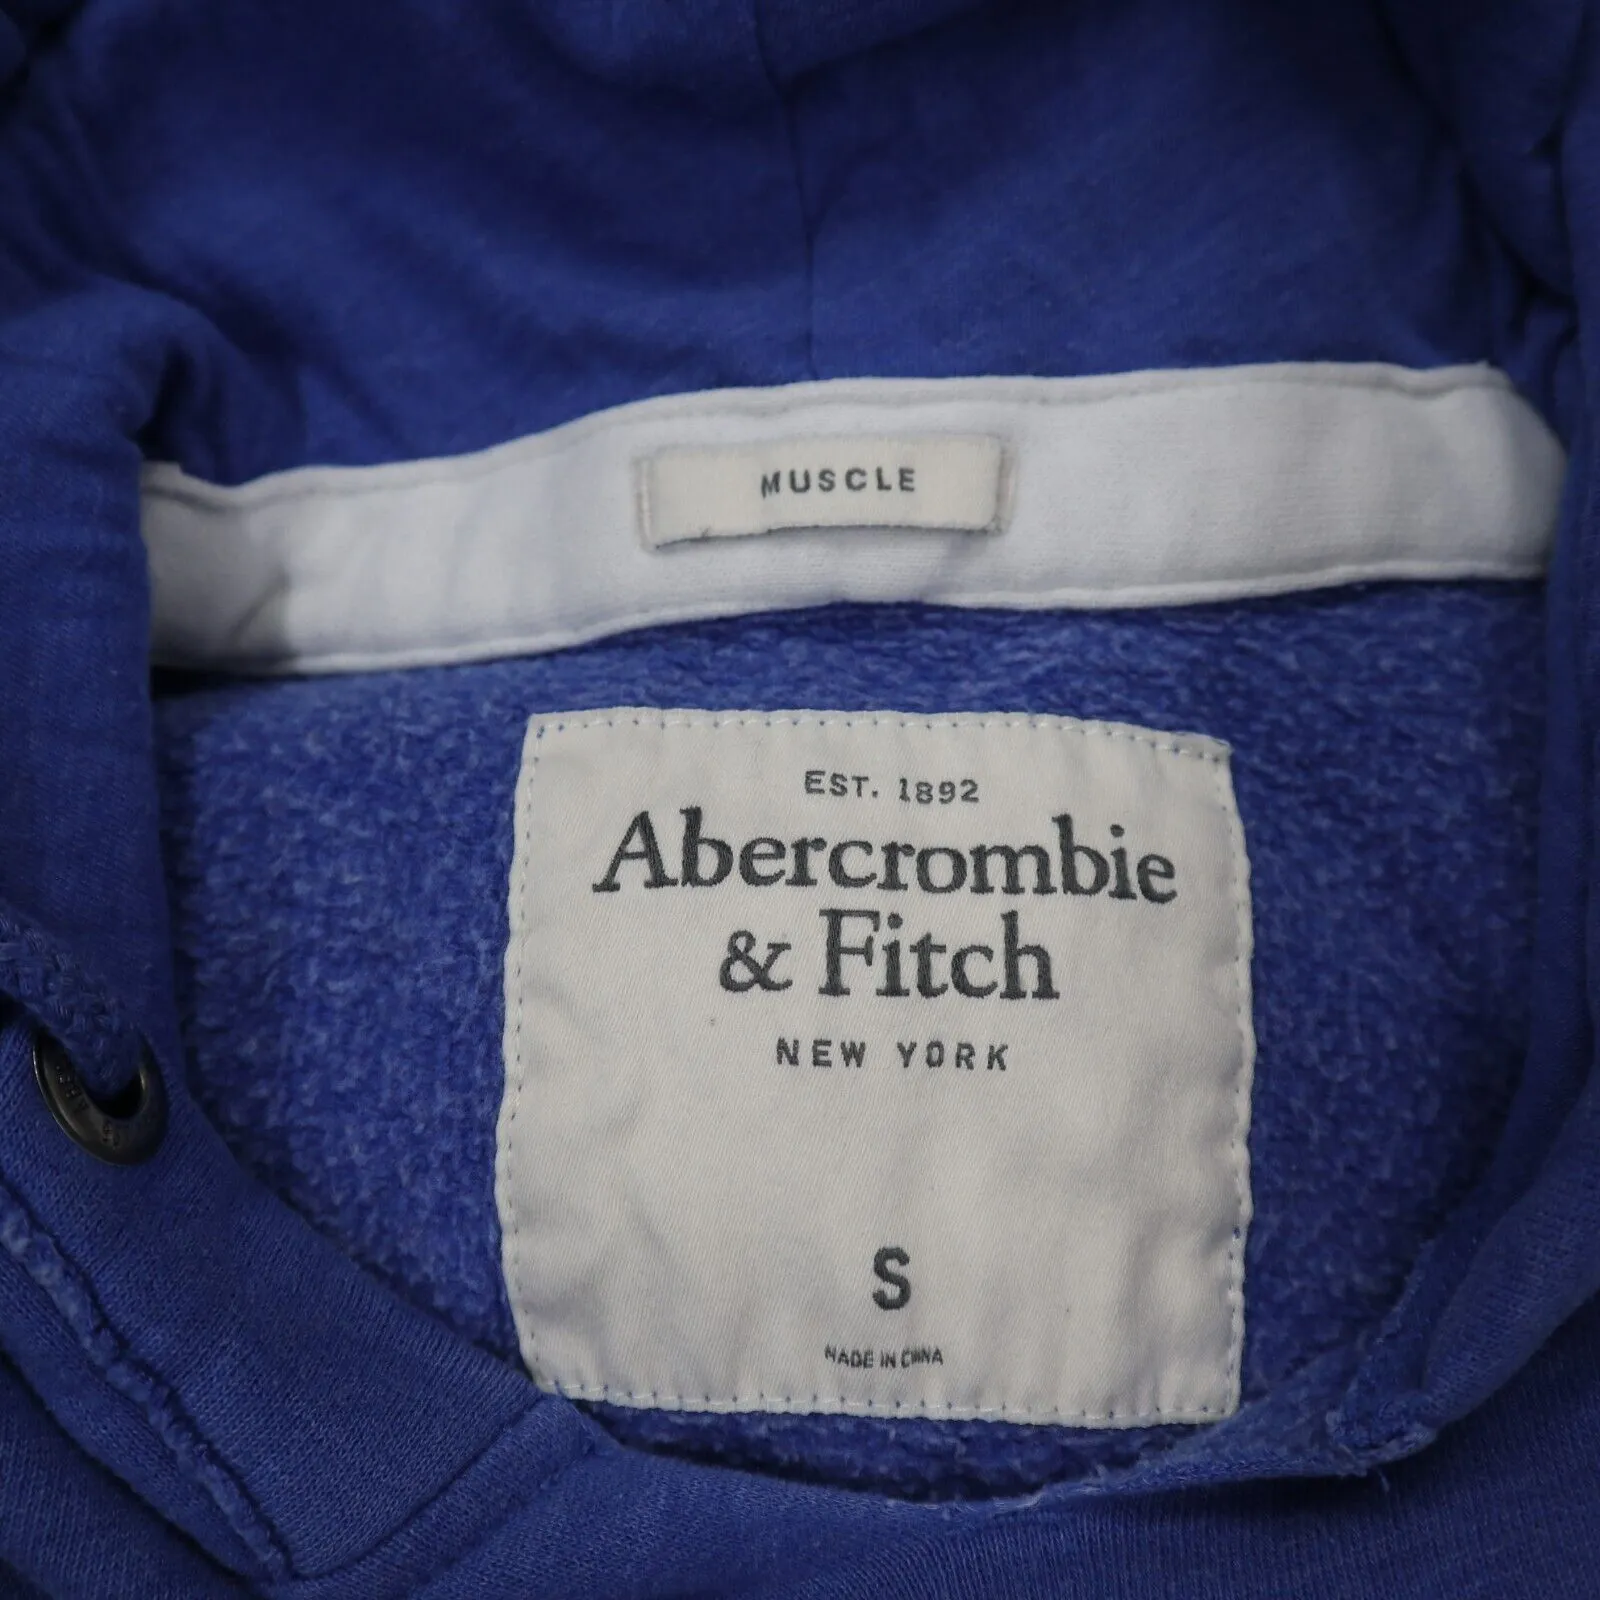 MUSCLE
EST. 1892
Abercrombie
& Fitch
NEW YORK
S
MADE IN CHINA